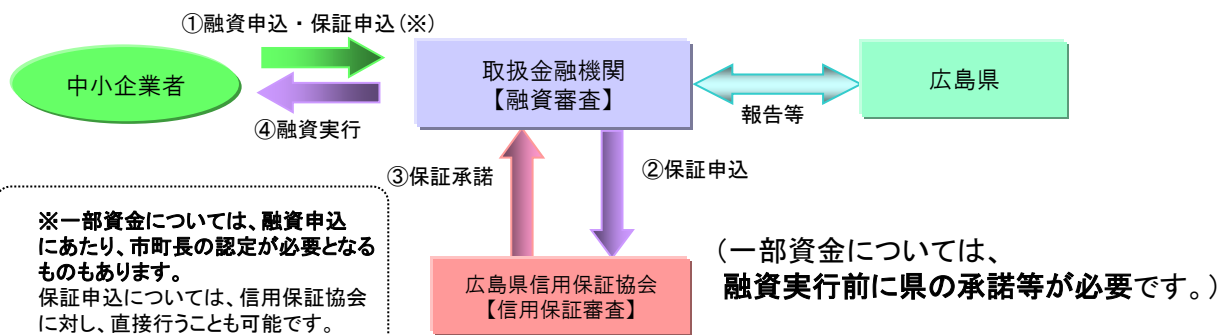 ①融資申込・保証申込(※)
中小企業者
取扱金融機関
【融資審査】
広島県
報告等
④融資実行
③保証承諾
②保証申込
※一部資金については、融資申込
にあたり、市町長の認定が必要となる
ものもあります。
保証申込については、信用保証協会
に対し、直接行うことも可能です。
広島県信用保証協会
【信用保証審査】
(一部資金については、
融資実行前に県の承諾等が必要です。)